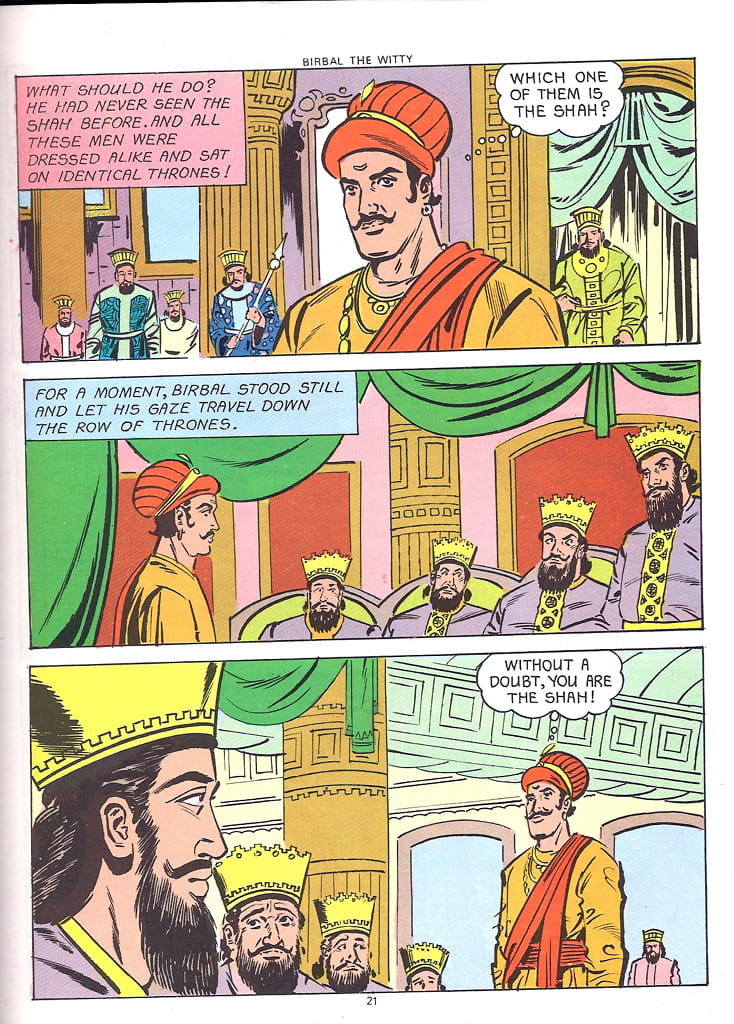 BIRBAL THE WITTY
WHAT SHOULD HE DO?
HE HAD NEVER SEEN THE
SHAH BEFORE. AND ALL
THESE MEN WERE
DRESSED ALIKE AND SAT
ON IDENTICAL THRONES!
WHICH ONE
OF THEM IS
THE SHAH?
FOR A MOMENT, BIRBAL STOOD STILL
AND LET HIS GAZE TRAVEL DOWN
THE ROW OF THRONES.
WITHOUT A
DOUBT, YOU ARE
THE SHAH!
21